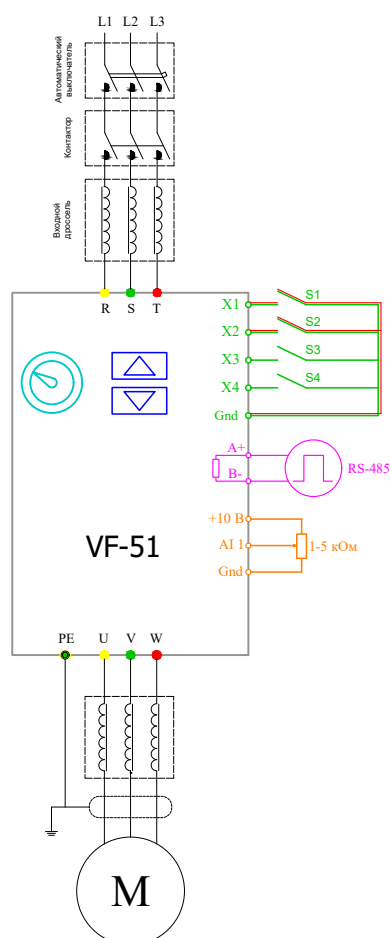 L1 L2 L3
Автоматический
выключатель
Контактор
Входной
дроссель
R S T
X1 S1
X2 S2
X3 S3
X4 S4
Gnd
A+
B-
RS-485
+10 В
AI 1
1-5 кОм
Gnd
VF-51
PE U V W
M